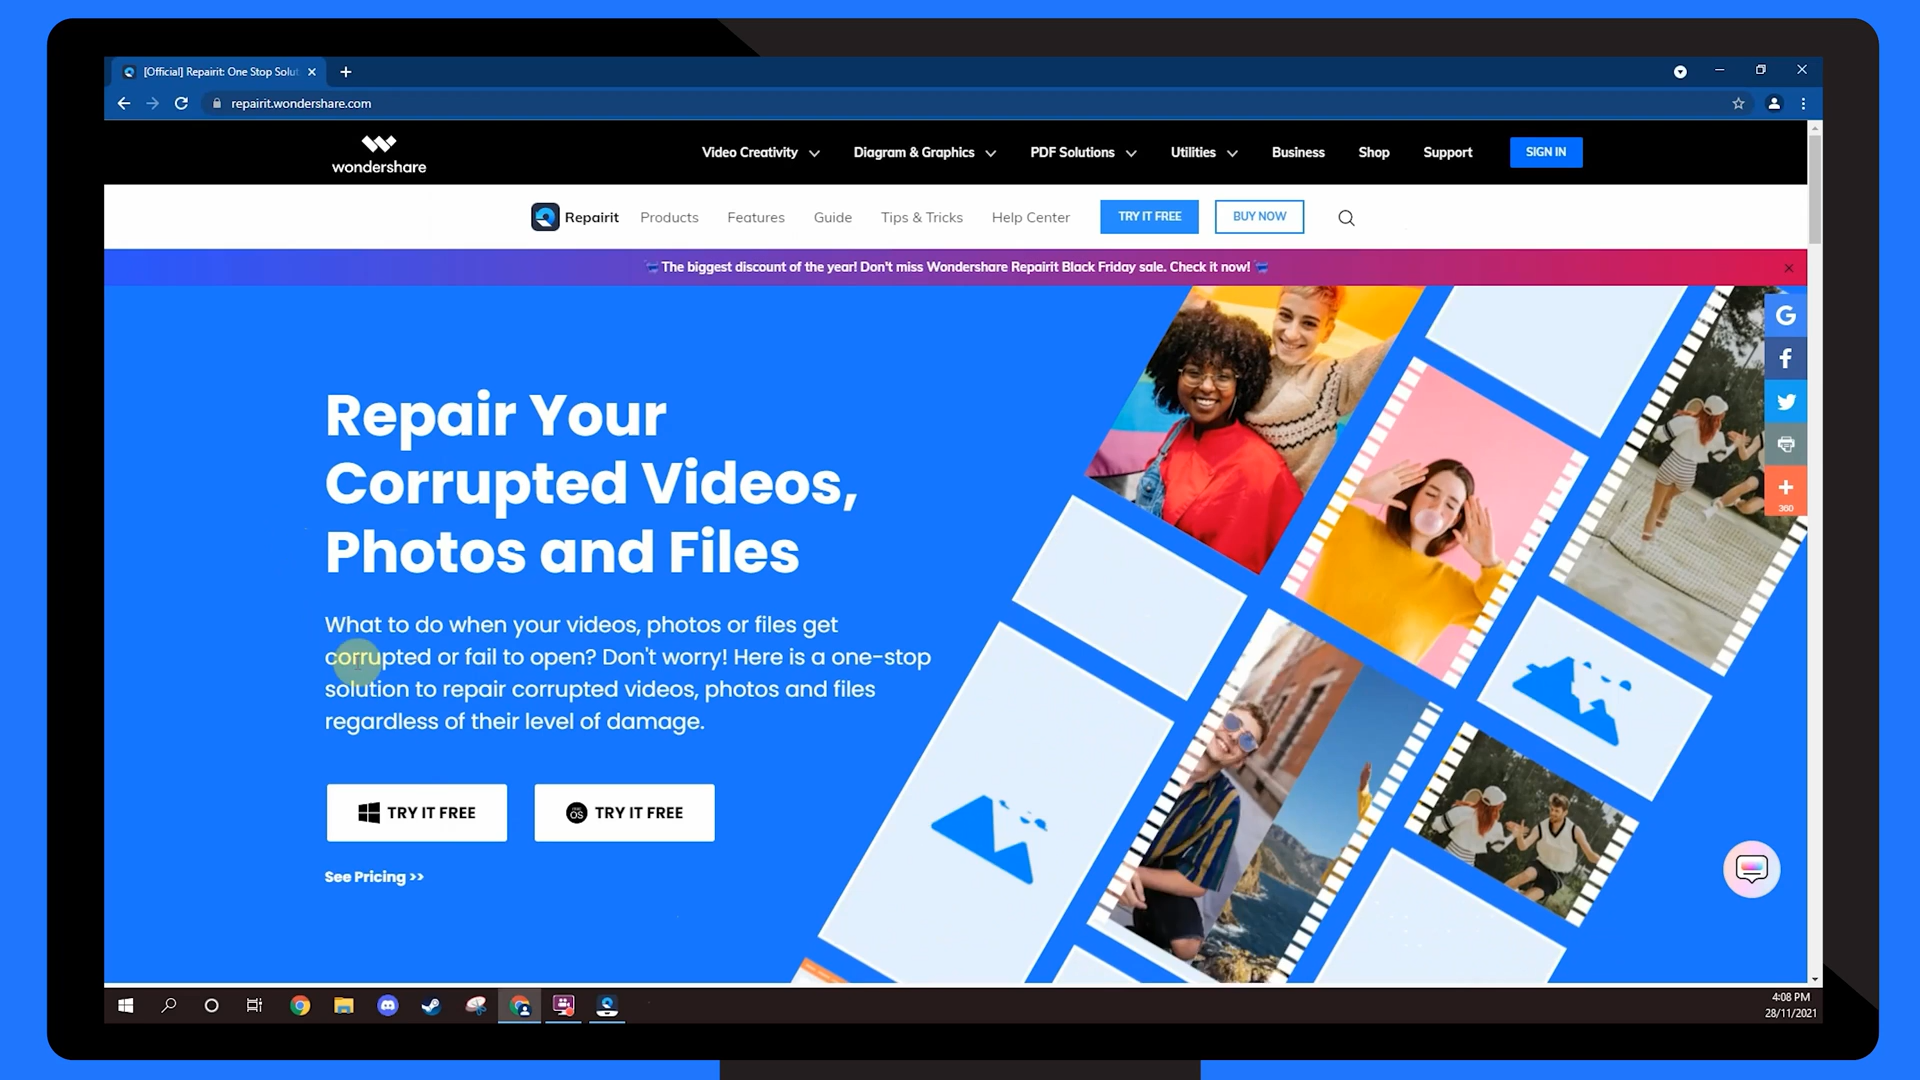 [Official] Repairit: One Stop Solut
repairit.wondershare.com
wondershare
Video Creativity
Diagram & Graphics
PDF Solutions
Utilities
Business
Shop
Support
SIGN IN
Repairit
Products
Features
Guide
Tips & Tricks
Help Center
TRY IT FREE
BUY NOW
The biggest discount of the year! Don't miss Wondershare Repairit Black Friday sale. Check it now!
Repair Your
Corrupted Videos,
Photos and Files
What to do when your videos, photos or files get
corrupted or fail to open? Don't worry! Here is a one-stop
solution to repair corrupted videos, photos and files
regardless of their level of damage.
TRY IT FREE
OS TRY IT FREE
See Pricing >>
360
4:08 PM
28/11/2021